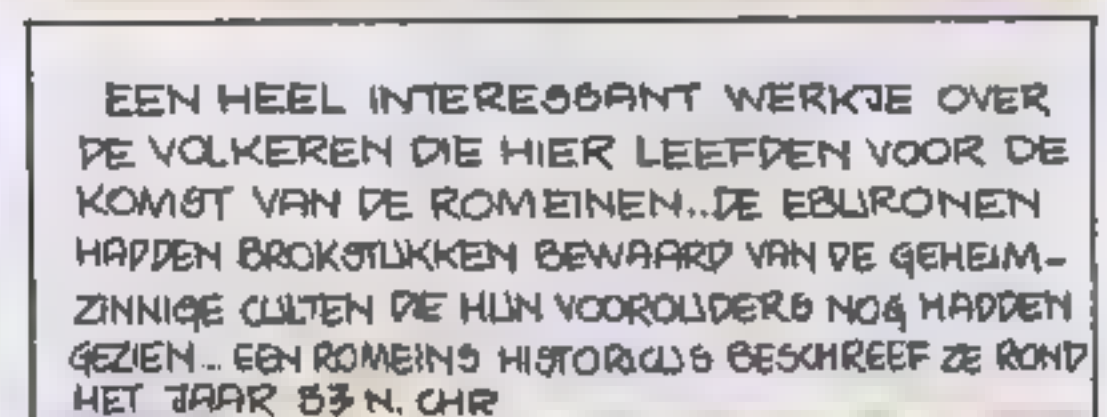 EEN HEEL INTERESSANT WERKJE OVER
DE VOLKEREN DIE HIER LEEFDEN VOOR DE
KOMST VAN DE ROMEINEN..DE EBURONEN
HADDEN BROKSTUKKEN BEWAARD VAN DE GEHEIM-
ZINNIGE CULTEN DIE HUN VOOROUDERS NOG HADDEN
GEZIEN... EEN ROMEINS HISTORICUS BESCHREEF ZE ROND
HET JAAR 53 N. CHR